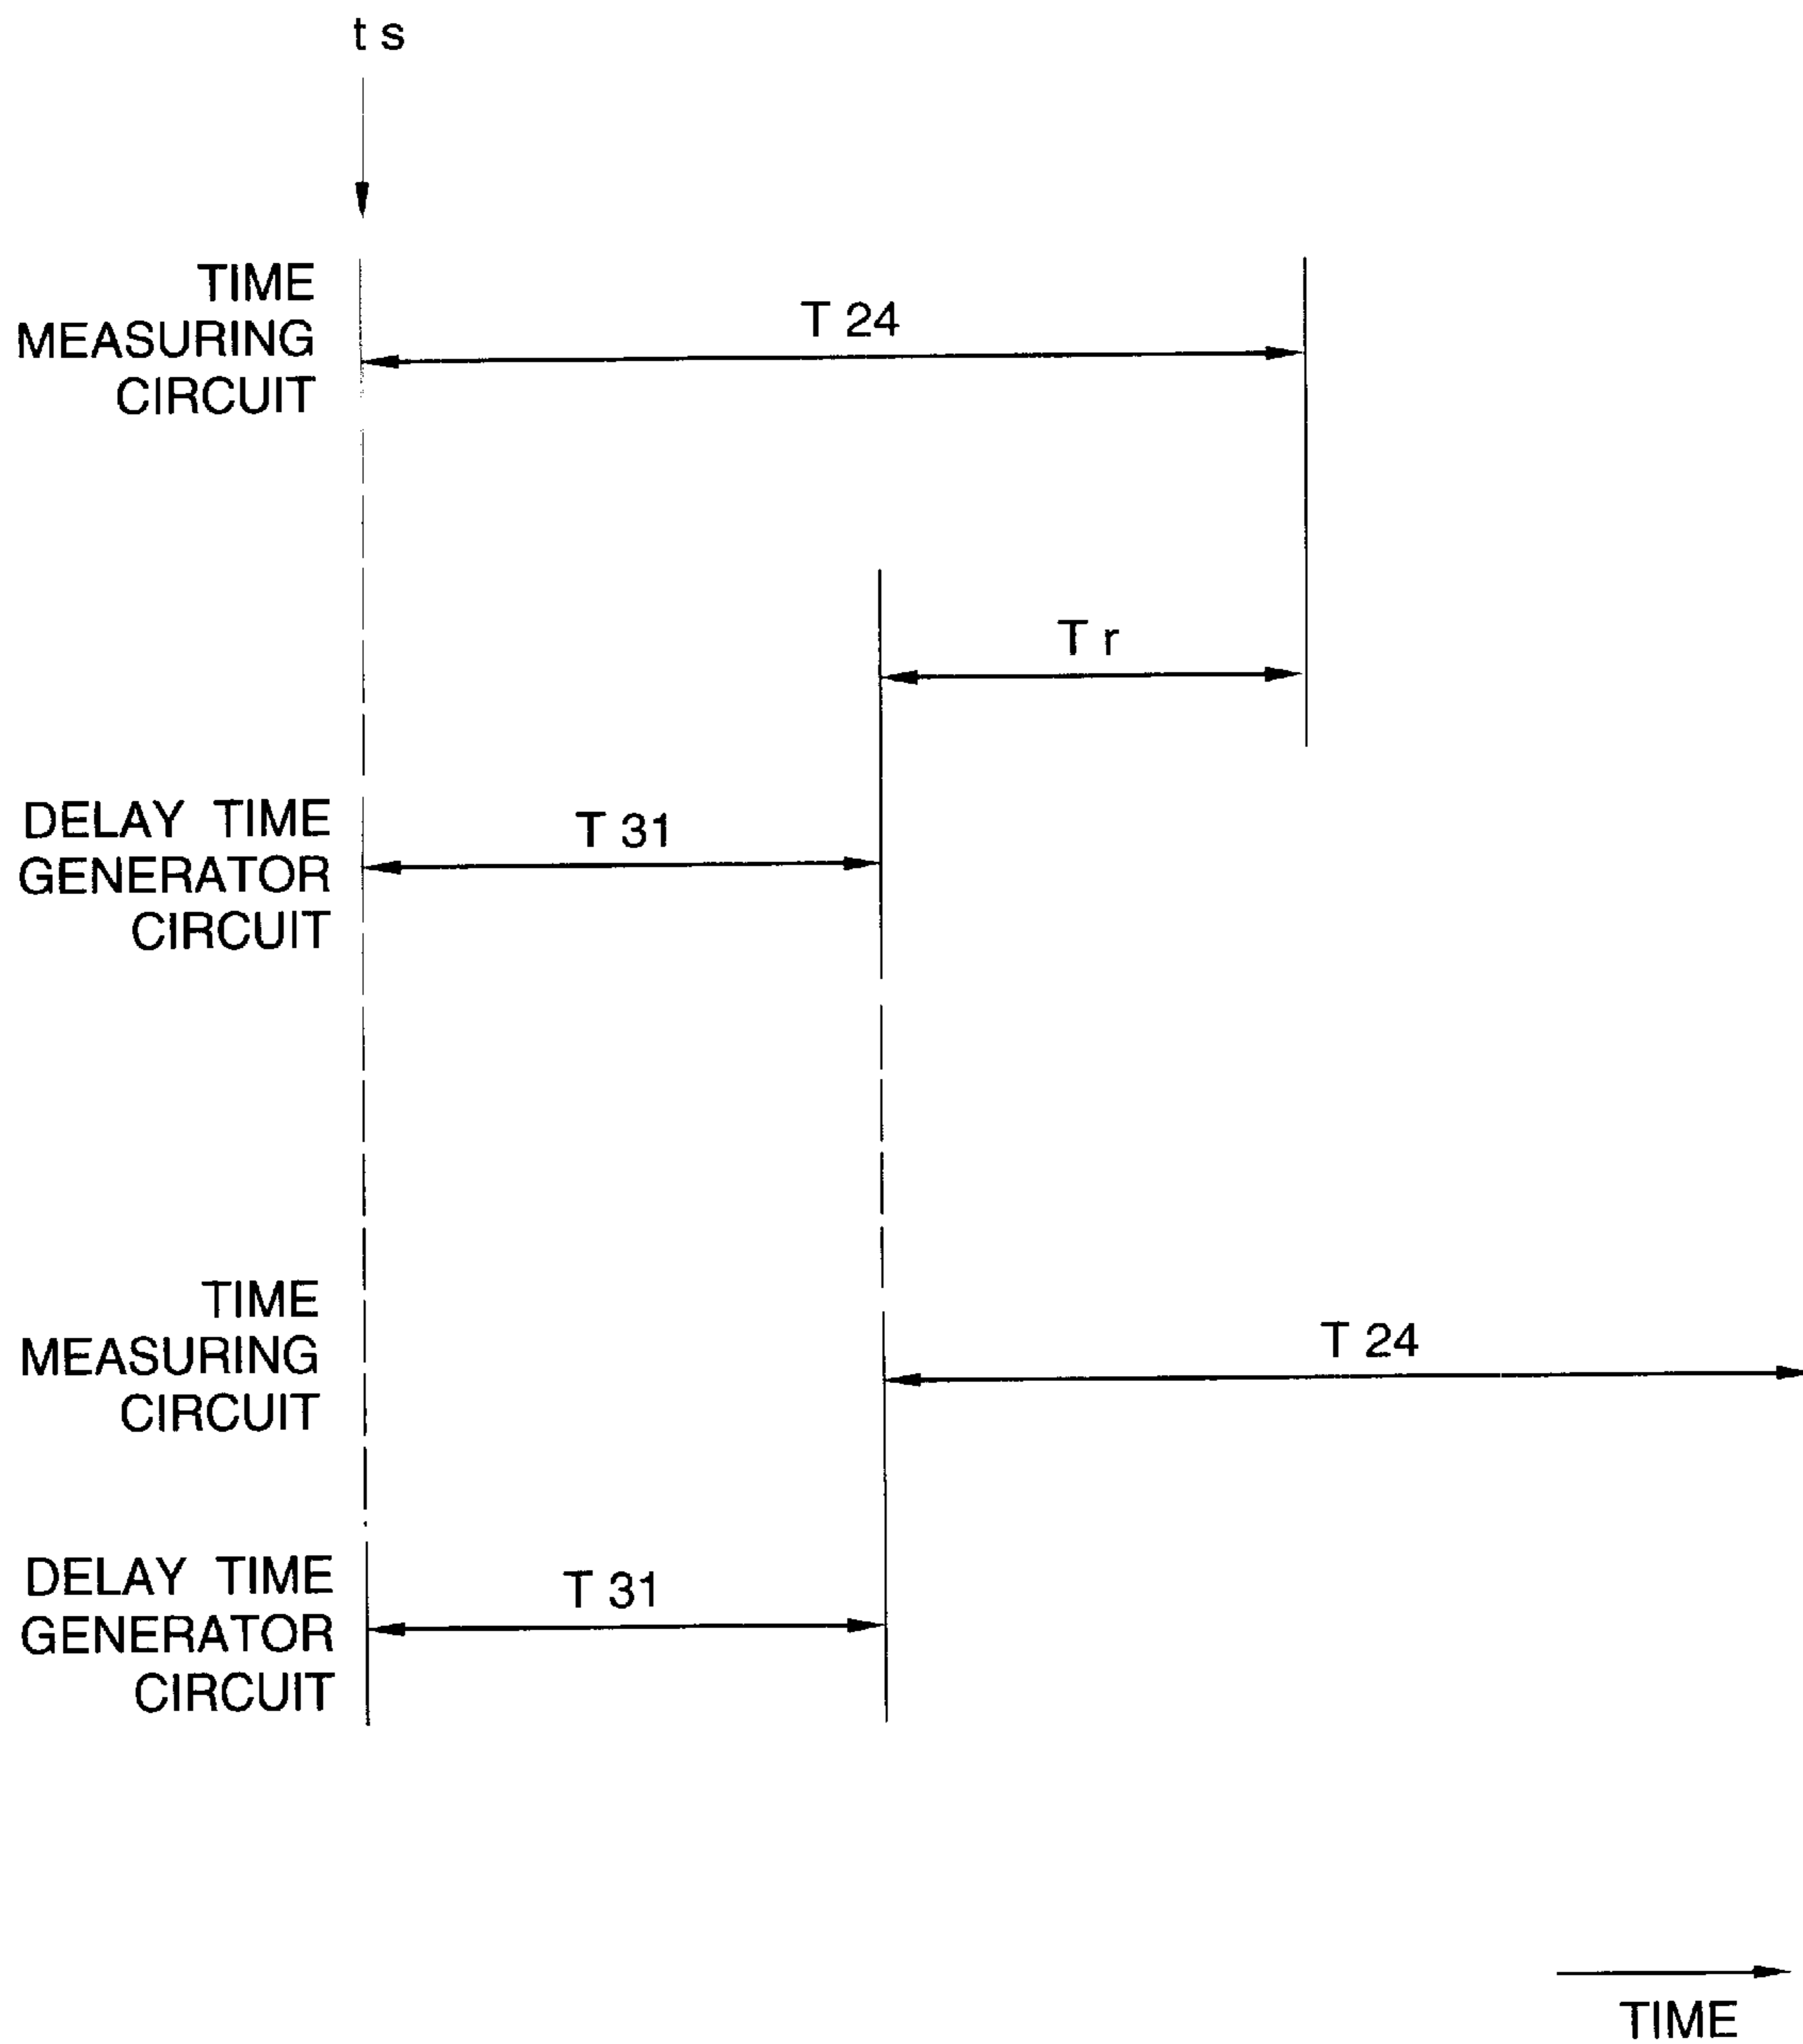 t s
TIME
MEASURING
CIRCUIT
T 24
T r
DELAY TIME
GENERATOR
CIRCUIT
T 31
TIME
MEASURING
CIRCUIT
T 24
DELAY TIME
GENERATOR
CIRCUIT
T 31
TIME